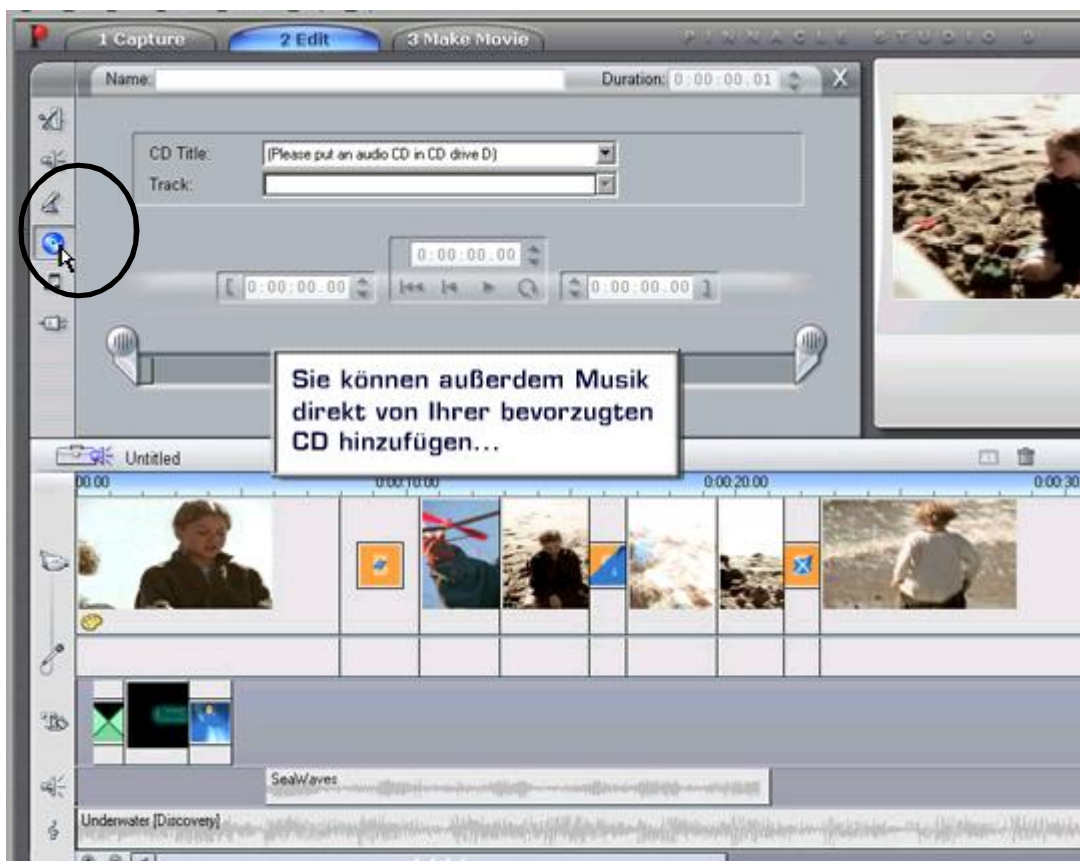 1 Capture
2 Edit
3 Make Movie
PINNACLE STUDIO 9
Name:
Duration: 0:00:00.01
X
CD Title: (Please put an audio CD in CD drive D)
Track:
0:00:00.00
[ 0:00:00.00
0:00:00.00 ]
Sie können außerdem Musik
direkt von Ihrer bevorzugten
CD hinzufügen...
Untitled
00.00 0:00:10.00 0:00:20.00 0:00:30
SeaWaves
Underwater [Discovery]